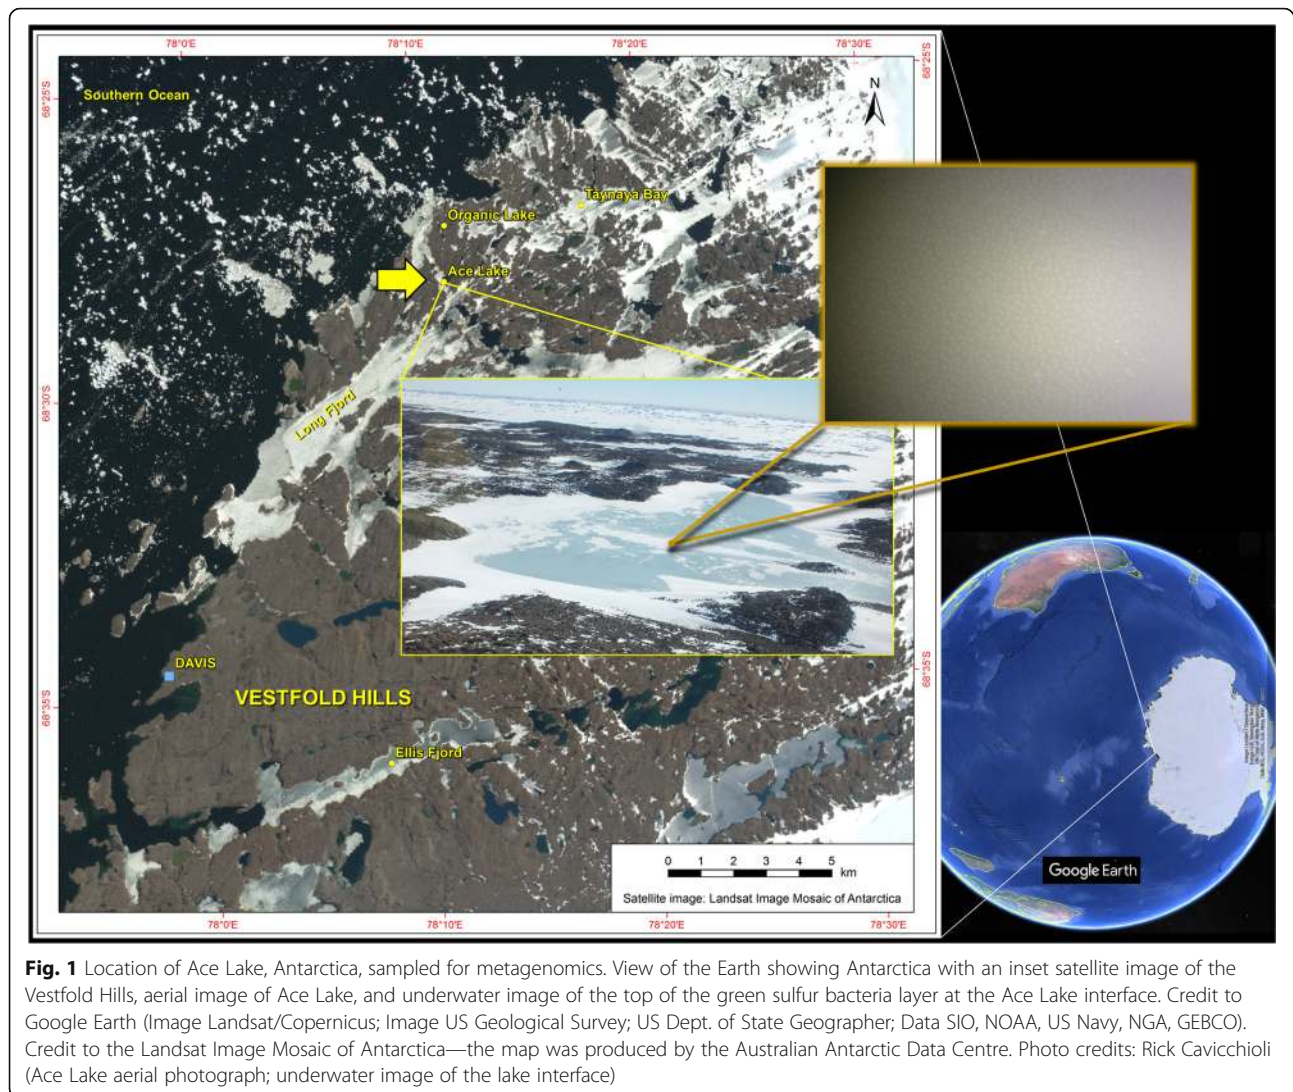 78°0'E 78°10'E 78°20'E 78°30'E
68°25'S
68°25'S
N
Southern Ocean
Taynaya Bay
Organic Lake
Ace Lake
68°30'S
Long Fjord
68°35'S
DAVIS
VESTFOLD HILLS
68°35'S
Ellis Fjord
0 1 2 3 4 5
km
Satellite image: Landsat Image Mosaic of Antarctica
78°0'E 78°10'E 78°20'E 78°30'E
Google Earth
Fig. 1 Location of Ace Lake, Antarctica, sampled for metagenomics. View of the Earth showing Antarctica with an inset satellite image of the
Vestfold Hills, aerial image of Ace Lake, and underwater image of the top of the green sulfur bacteria layer at the Ace Lake interface. Credit to
Google Earth (Image Landsat/Copernicus; Image US Geological Survey; US Dept. of State Geographer; Data SIO, NOAA, US Navy, NGA, GEBCO).
Credit to the Landsat Image Mosaic of Antarctica—the map was produced by the Australian Antarctic Data Centre. Photo credits: Rick Cavicchioli
(Ace Lake aerial photograph; underwater image of the lake interface)